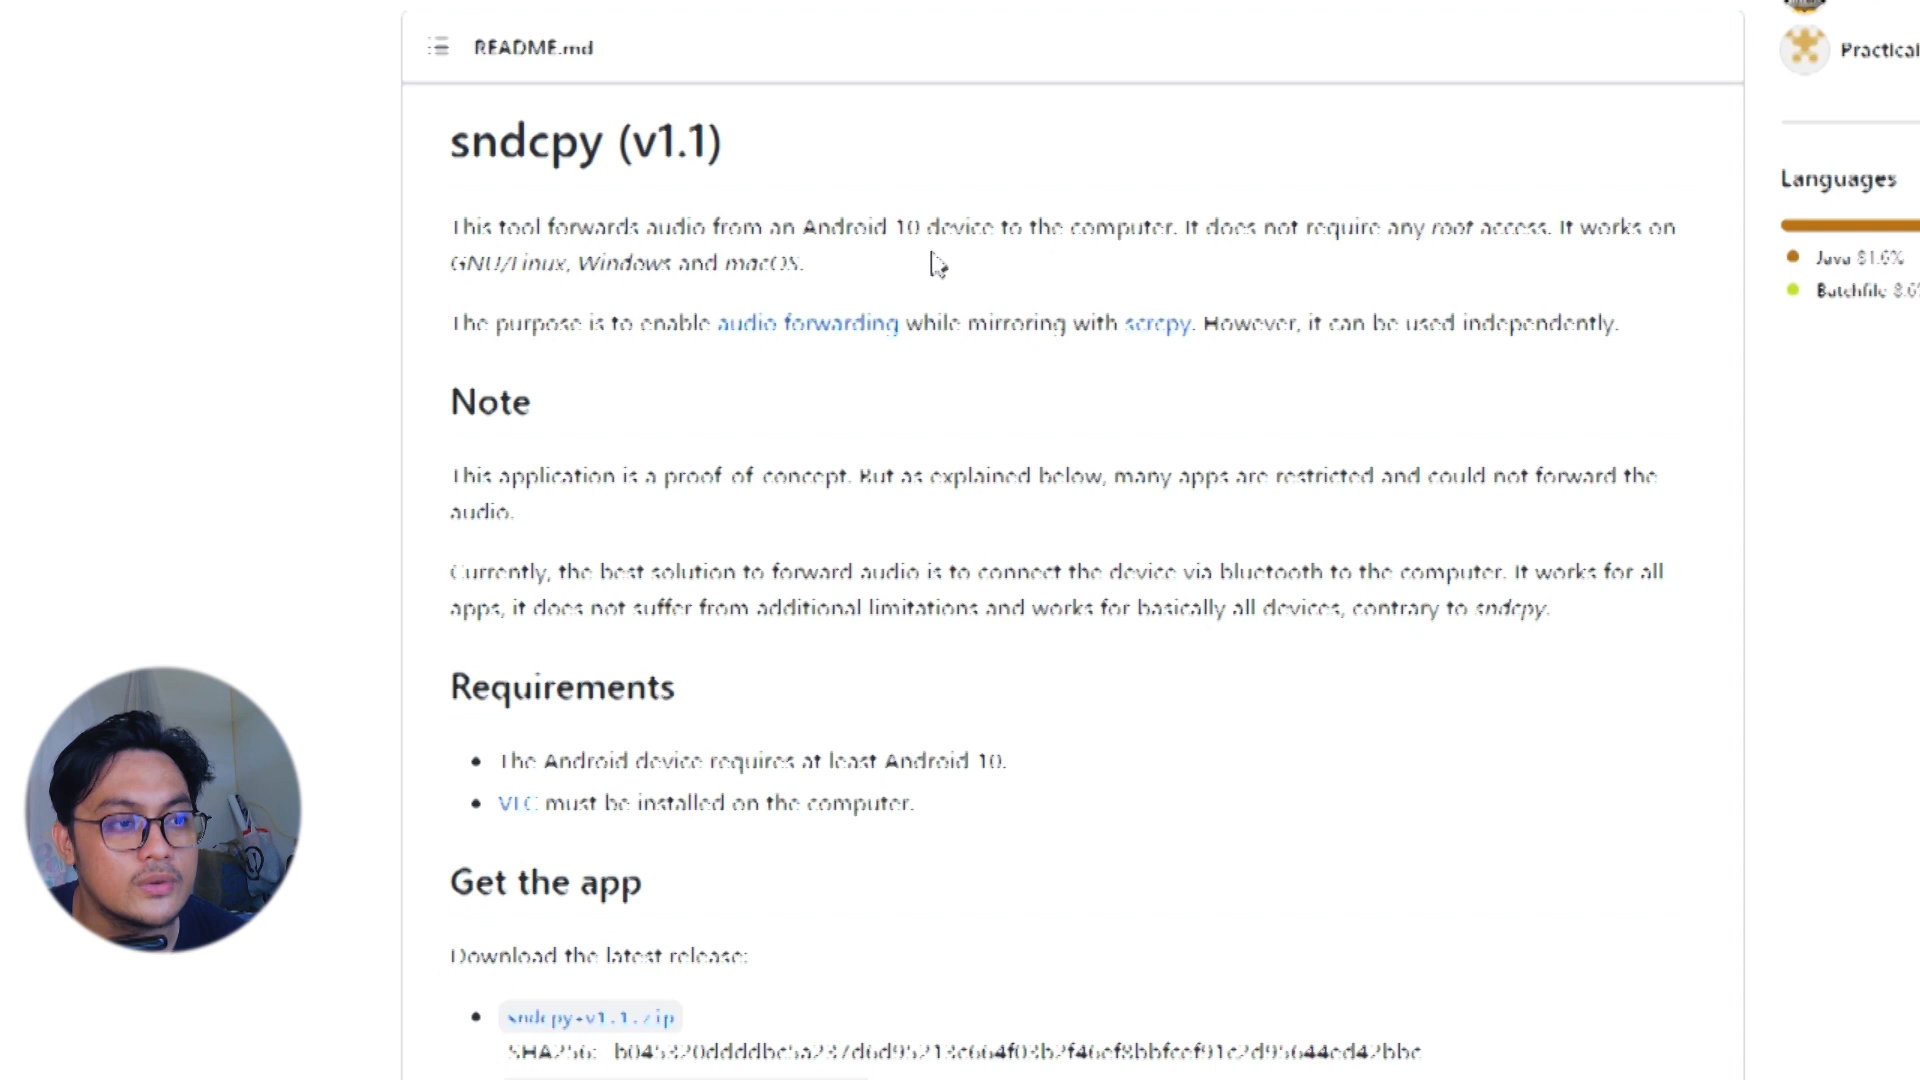 README.md
Practical
sndcpy (v1.1)
This tool forwards audio from an Android 10 device to the computer. It does not require any root access. It works on
GNU/Linux, Windows and macOS.
Languages
Java 81.6%
Batchfile 8.6%
The purpose is to enable audio forwarding while mirroring with scrcpy. However, it can be used independently.
Note
This application is a proof of concept. But as explained below, many apps are restricted and could not forward the
audio.
Currently, the best solution to forward audio is to connect the device via bluetooth to the computer. It works for all
apps, it does not suffer from additional limitations and works for basically all devices, contrary to sndcpy.
Requirements
The Android device requires at least Android 10.
VLC must be installed on the computer.
Get the app
Download the latest release:
sndcpy-v1.1.zip
SHA256: